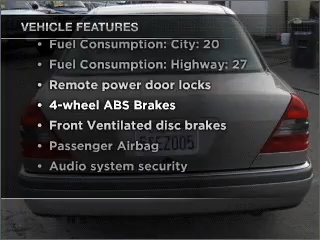 VEHICLE FEATURES
• Fuel Consumption: City: 20
• Fuel Consumption: Highway: 27
• Remote power door locks
• 4-wheel ABS Brakes
• Front Ventilated disc brakes
• Passenger Airbag
• Audio system security